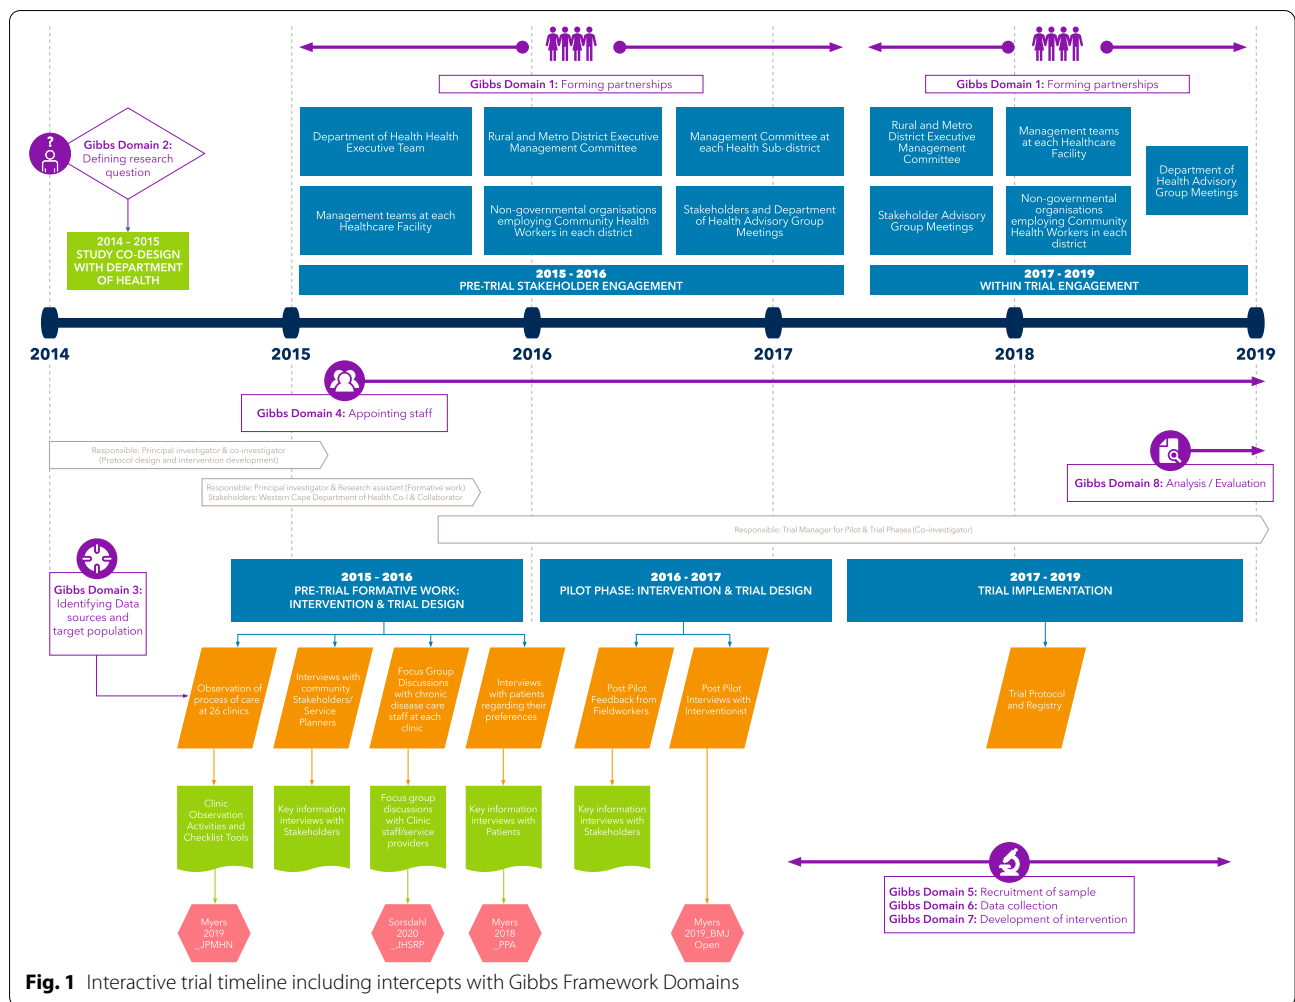 Gibbs Domain 1: Forming partnerships
Gibbs Domain 1: Forming partnerships
?
Gibbs Domain 2:
Defining research
question
2014 – 2015
STUDY CO-DESIGN
WITH DEPARTMENT
OF HEALTH
Department of Health Health
Executive Team
Rural and Metro District Executive
Management Committee
Management Committee at
each Health Sub-district
Management teams at each
Healthcare Facility
Non-governmental organisations
employing Community Health
Workers in each district
Stakeholders and Department
of Health Advisory Group
Meetings
2015 - 2016
PRE-TRIAL STAKEHOLDER ENGAGEMENT
Rural and Metro
District Executive
Management
Committee
Management teams
at each Healthcare
Facility
Department of
Health Advisory
Group Meetings
Stakeholder Advisory
Group Meetings
Non-governmental
organisations
employing Community
Health Workers in each
district
2017 - 2019
WITHIN TRIAL ENGAGEMENT
2014
2015
2016
2017
2018
2019
Gibbs Domain 4: Appointing staff
Responsible: Principal investigator & co-investigator
(Protocol design and intervention development)
Responsible: Principal investigator & Research assistant (Formative work)
Stakeholders: Western Cape Department of Health Co-I & Collaborator
Responsible: Trial Manager for Pilot & Trial Phases (Co-investigator)
Gibbs Domain 8: Analysis / Evaluation
Gibbs Domain 3:
Identifying Data
sources and
target population
2015 – 2016
PRE-TRIAL FORMATIVE WORK:
INTERVENTION & TRIAL DESIGN
2016 - 2017
PILOT PHASE: INTERVENTION & TRIAL DESIGN
2017 - 2019
TRIAL IMPLEMENTATION
Observation of
process of care
at 26 clinics
Interviews with
community
Stakeholders/
Service
Planners
Focus Group
Discussions
with chronic
disease care
staff at each
clinic
Interviews
with patients
regarding their
preferences
Post Pilot
Feedback from
Fieldworkers
Post Pilot
Interviews with
Interventionist
Trial Protocol
and Registry
Clinic
Observation
Activities and
Checklist Tools
Key information
interviews with
Stakeholders
Focus group
discussions
with Clinic
staff/service
providers
Key information
interviews with
Patients
Key information
interviews with
Stakeholders
Myers
2019
_JPMHN
Sorsdahl
2020
_JHSRP
Myers
2018
_PPA
Myers
2019_BMJ
Open
Gibbs Domain 5: Recruitment of sample
Gibbs Domain 6: Data collection
Gibbs Domain 7: Development of intervention
Fig. 1 Interactive trial timeline including intercepts with Gibbs Framework Domains